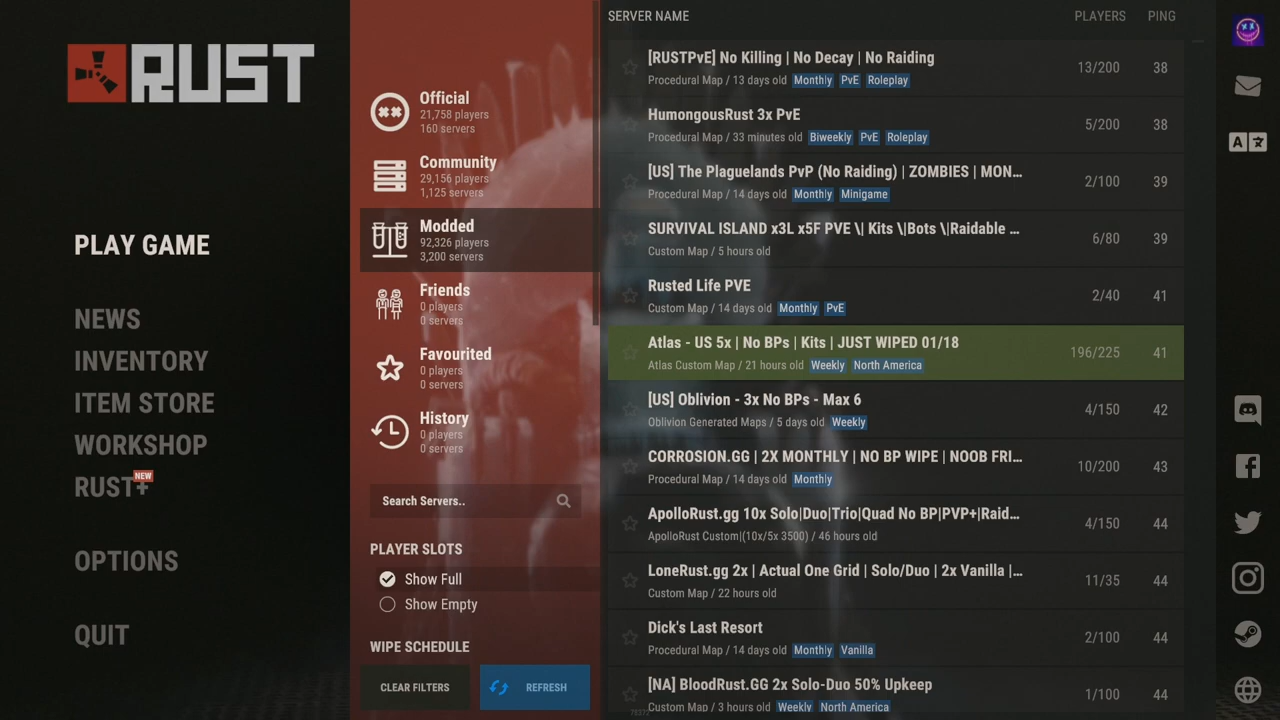 RUST
PLAY GAME
NEWS
INVENTORY
ITEM STORE
WORKSHOP
RUST+
NEW
OPTIONS
QUIT
Official
21,758 players
160 servers
Community
29,156 players
1,125 servers
Modded
92,326 players
3,200 servers
Friends
0 players
0 servers
Favourited
0 players
0 servers
History
0 players
0 servers
Search Servers..
PLAYER SLOTS
Show Full
Show Empty
WIPE SCHEDULE
CLEAR FILTERS
REFRESH
SERVER NAME PLAYERS PING
[RUSTPvE] No Killing | No Decay | No Raiding) 13/200 38
Procedural Map / 13 days old Monthly PvE Roleplay
HumongousRust 3x PvE 5/200 38
Procedural Map / 33 minutes old Biweekly PvE Roleplay
[US] The Plaguelands PvP (No Raiding) | ZOMBIES | MON... 2/100 39
Procedural Map / 14 days old Monthly Minigame
SURVIVAL ISLAND x3L x5F PVE \| Kits \|Bots \|Raidable ... 6/80 39
Custom Map / 5 hours old
Rusted Life PVE 2/40 41
Custom Map / 14 days old Monthly PvE
Atlas - US 5x | No BPs | Kits | JUST WIPED 01/18 196/225 41
Atlas Custom Map / 21 hours old Weekly North America
[US] Oblivion - 3x No BPs - Max 6 4/150 42
Oblivion Generated Maps / 5 days old Weekly
CORROSION.GG | 2X MONTHLY | NO BP WIPE | NOOB FRI... 10/200 43
Procedural Map / 14 days old Monthly
ApolloRust.gg 10x Solo|Duo|Trio|Quad No BP|PVP+|Raid... 4/150 44
ApolloRust Custom|(10x/5x 3500) / 46 hours old
LoneRust.gg 2x | Actual One Grid | Solo/Duo | 2x Vanilla |... 11/35 44
Custom Map / 22 hours old
Dick's Last Resort 2/100 44
Procedural Map / 14 days old Monthly Vanilla
[NA] BloodRust.GG 2x Solo-Duo 50% Upkeep 1/100 44
Custom Map / 3 hours old Weekly North America